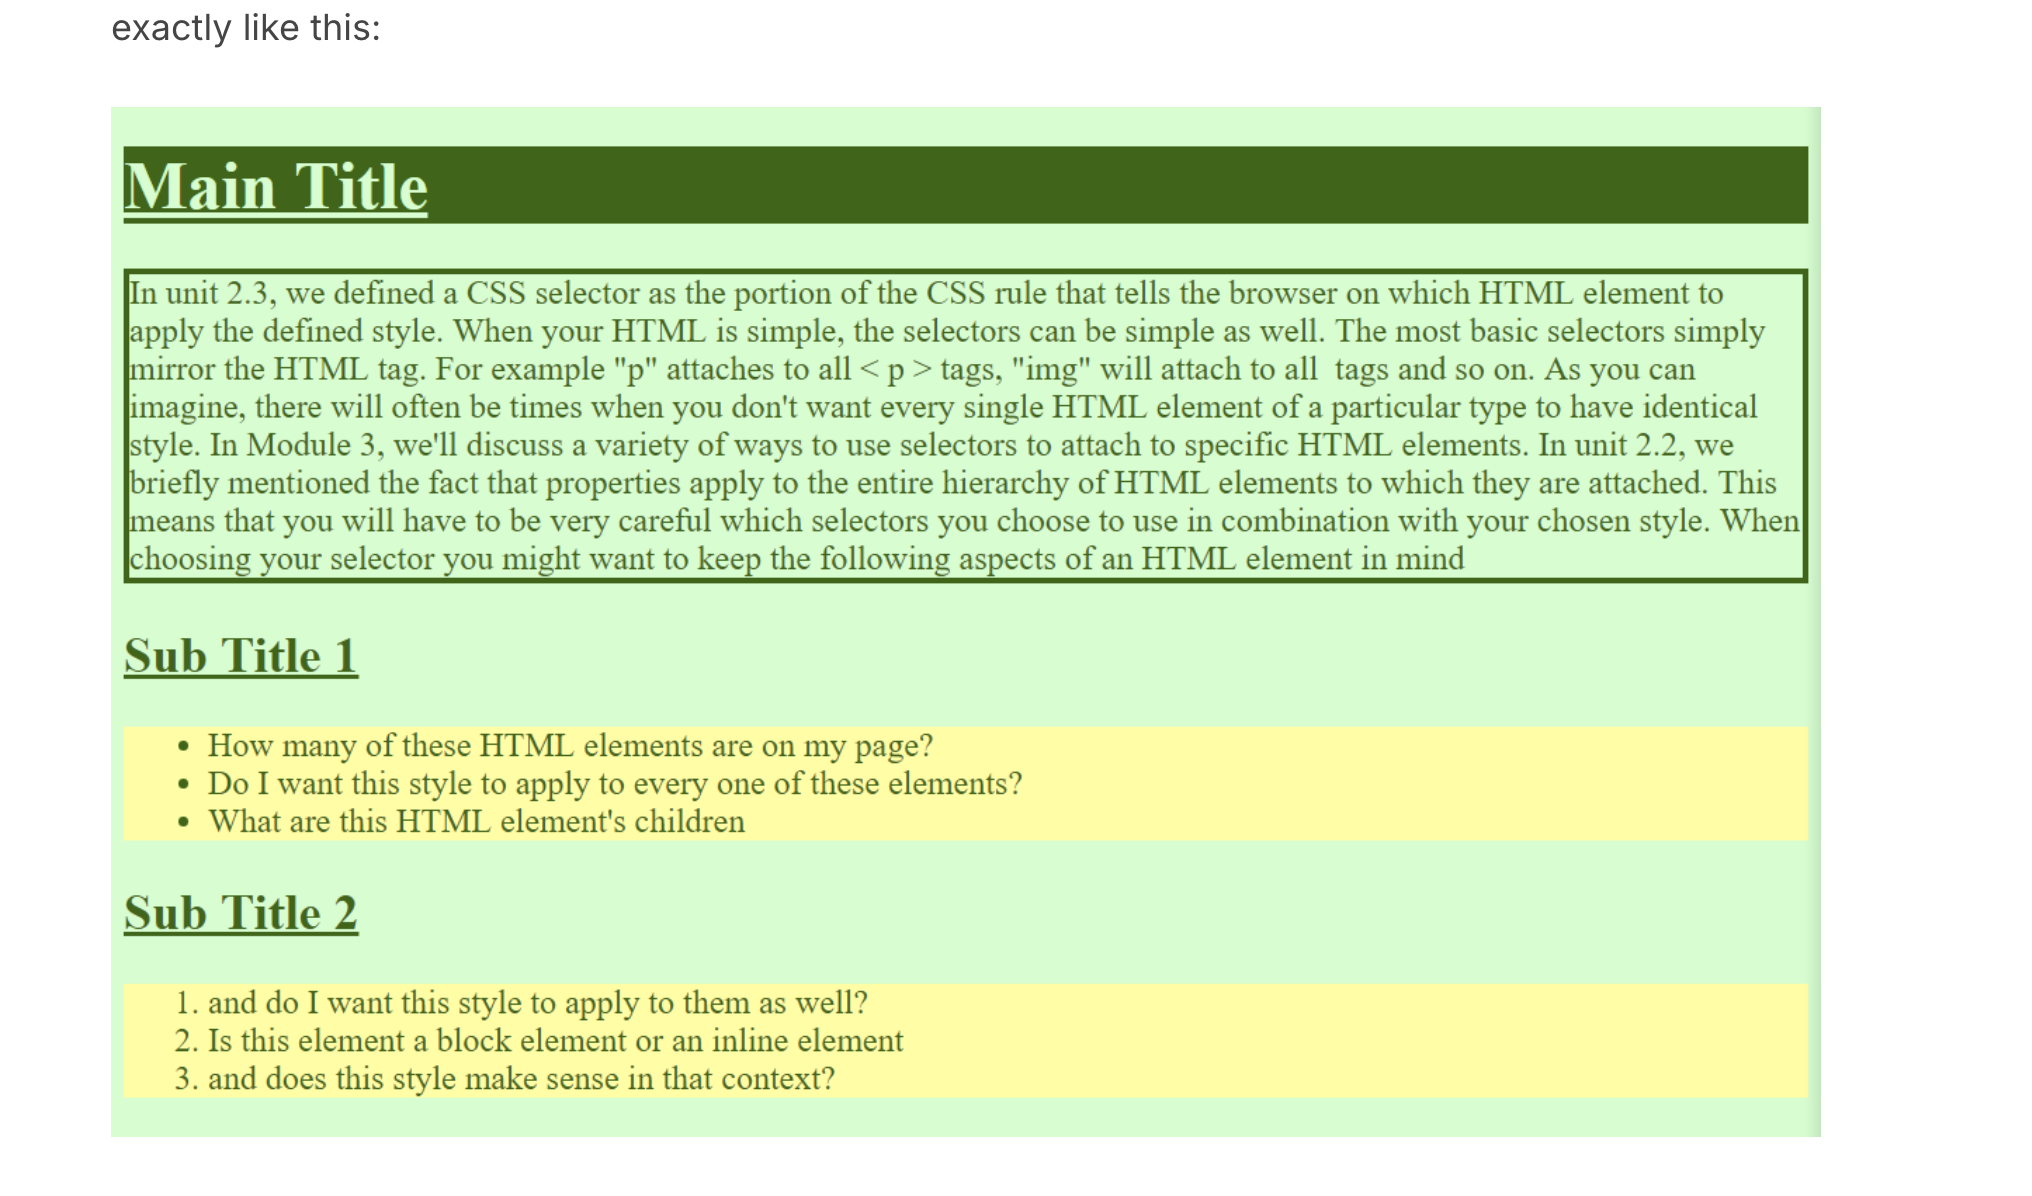 exactly like this:
Main Title
In unit 2.3, we defined a CSS selector as the portion of the CSS rule that tells the browser on which HTML element to
apply the defined style. When your HTML is simple, the selectors can be simple as well. The most basic selectors simply
mirror the HTML tag. For example "p" attaches to all < p > tags, "img" will attach to all  tags and so on. As you can
imagine, there will often be times when you don't want every single HTML element of a particular type to have identical
style. In Module 3, we'll discuss a variety of ways to use selectors to attach to specific HTML elements. In unit 2.2, we
briefly mentioned the fact that properties apply to the entire hierarchy of HTML elements to which they are attached. This
means that you will have to be very careful which selectors you choose to use in combination with your chosen style. When
choosing your selector you might want to keep the following aspects of an HTML element in mind
Sub Title 1
• How many of these HTML elements are on my page?
• Do I want this style to apply to every one of these elements?
• What are this HTML element's children
Sub Title 2
1. and do I want this style to apply to them as well?
2. Is this element a block element or an inline element
3. and does this style make sense in that context?